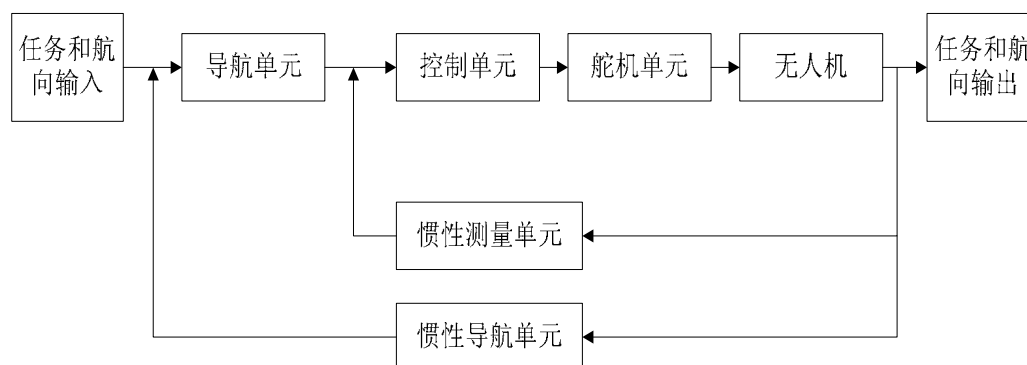 任务和航
向输入
导航单元
控制单元
舵机单元
无人机
任务和航
向输出
惯性测量单元
惯性导航单元